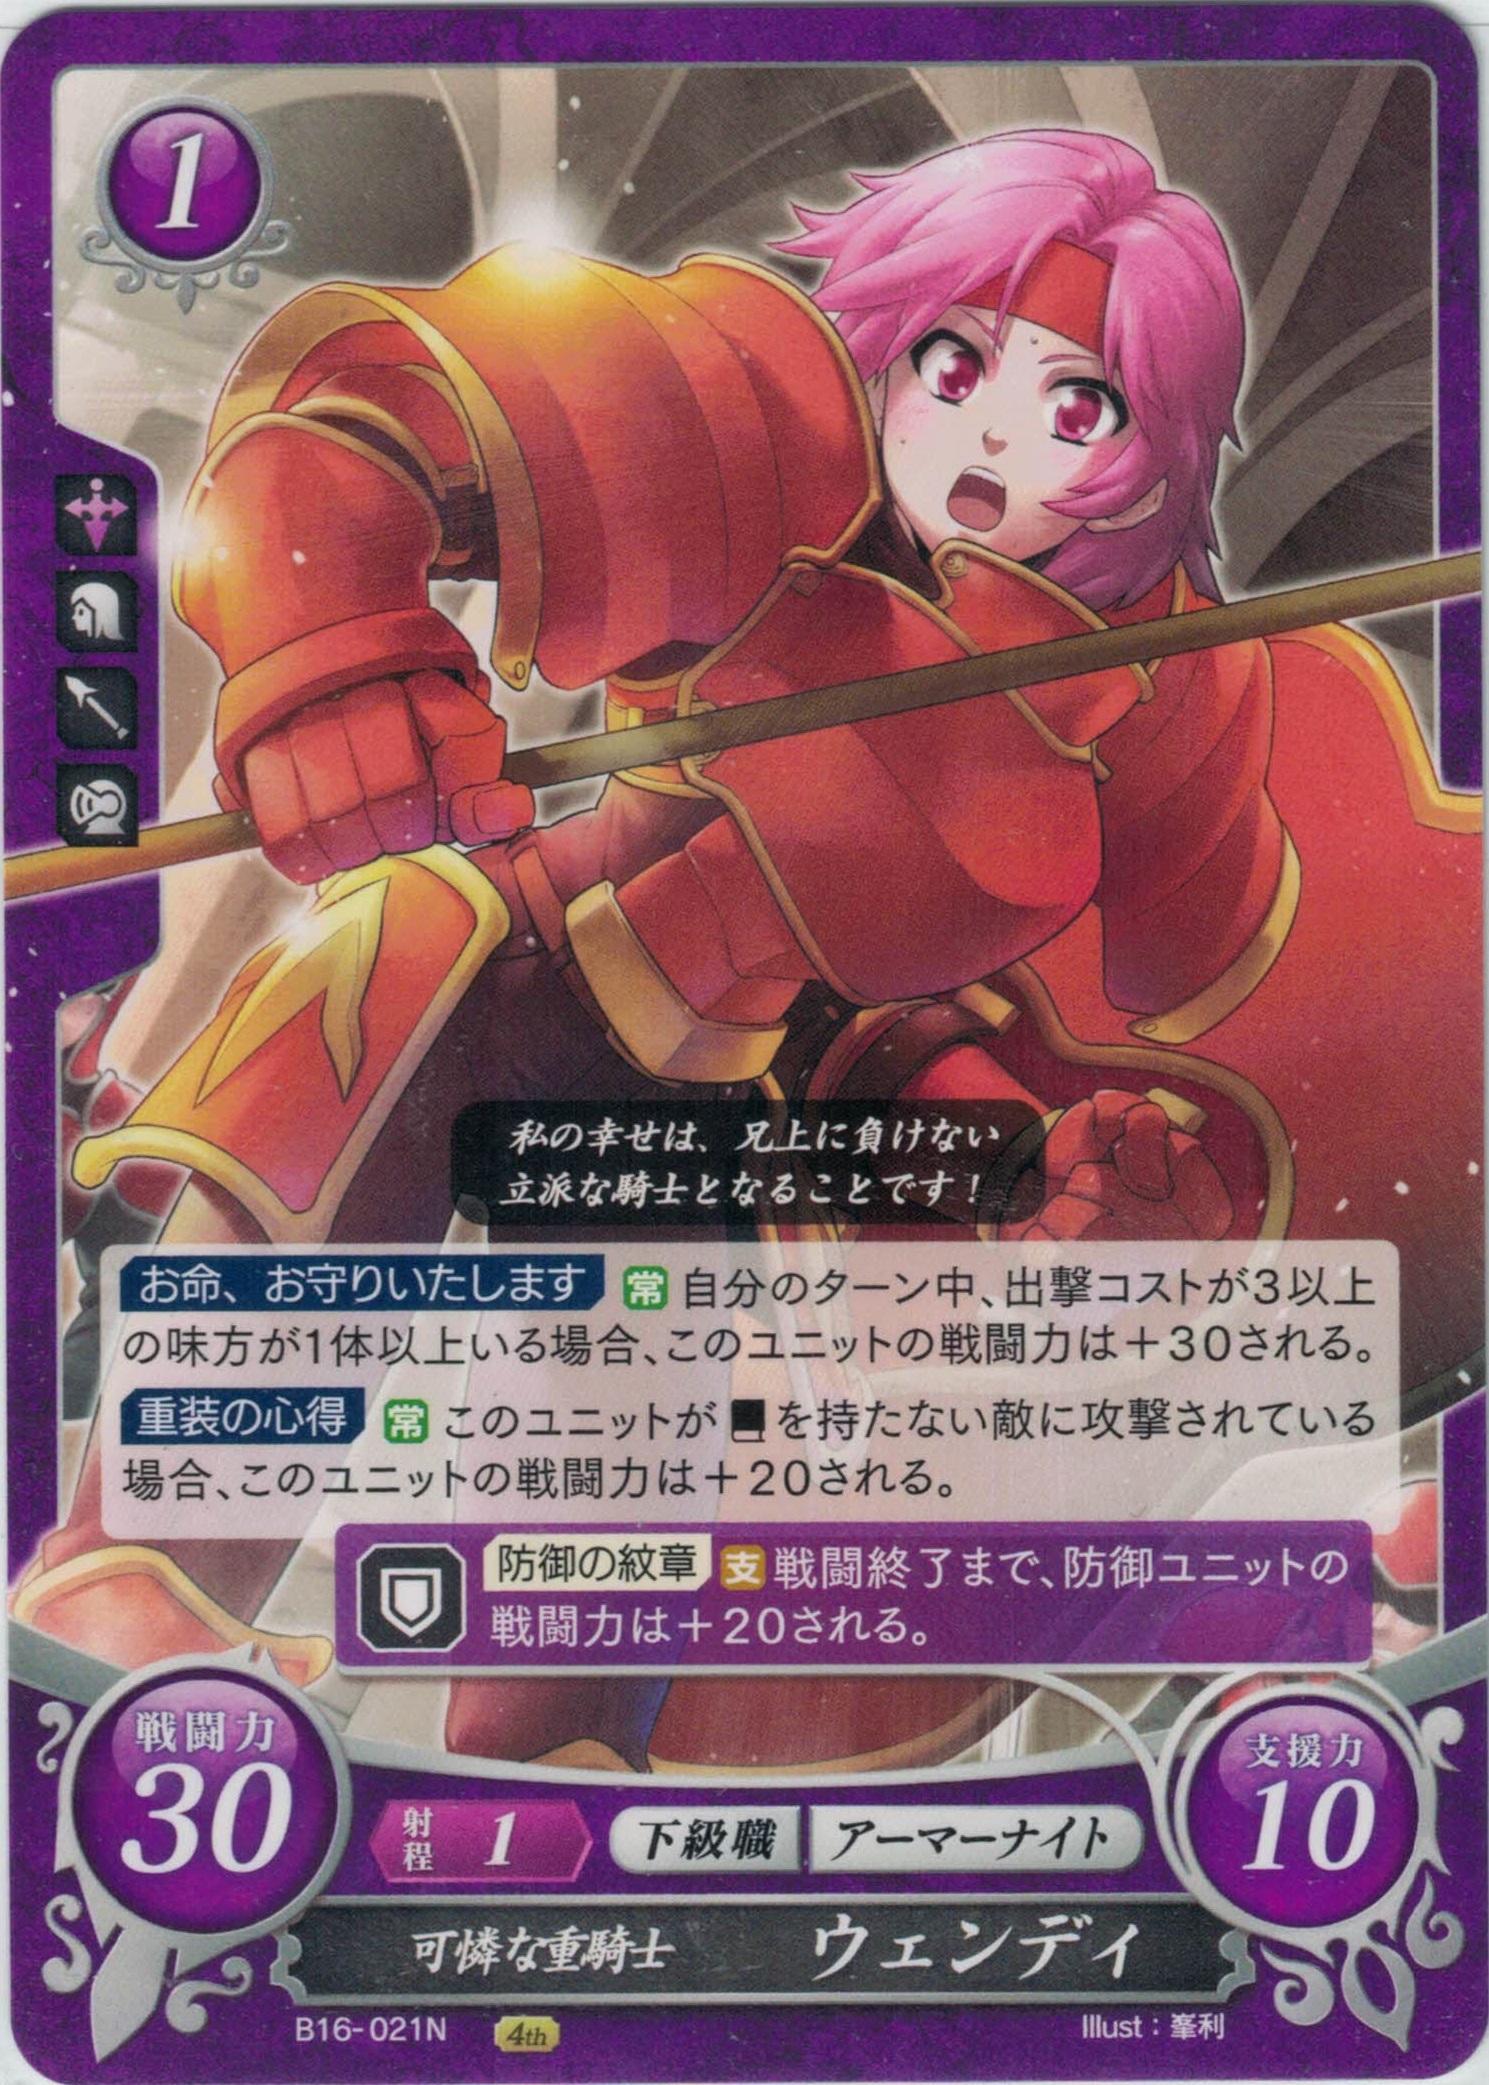 1
私の幸せは、兄上に負けない
立派な騎士となることです！
お命、お守りいたします 常 自分のターン中、出撃コストが3以上
の味方が1体以上いる場合、このユニットの戦闘力は＋30される。
重装の心得 常 このユニットが を持たない敵に攻撃されている
場合、このユニットの戦闘力は＋20される。
防御の紋章 支 戦闘終了まで、防御ユニットの
戦闘力は＋20される。
戦闘力
30
射程 1
下級職
アーマーナイト
支援力
10
可憐な重騎士 ウェンディ
B16-021N
4th
Illust：峯利